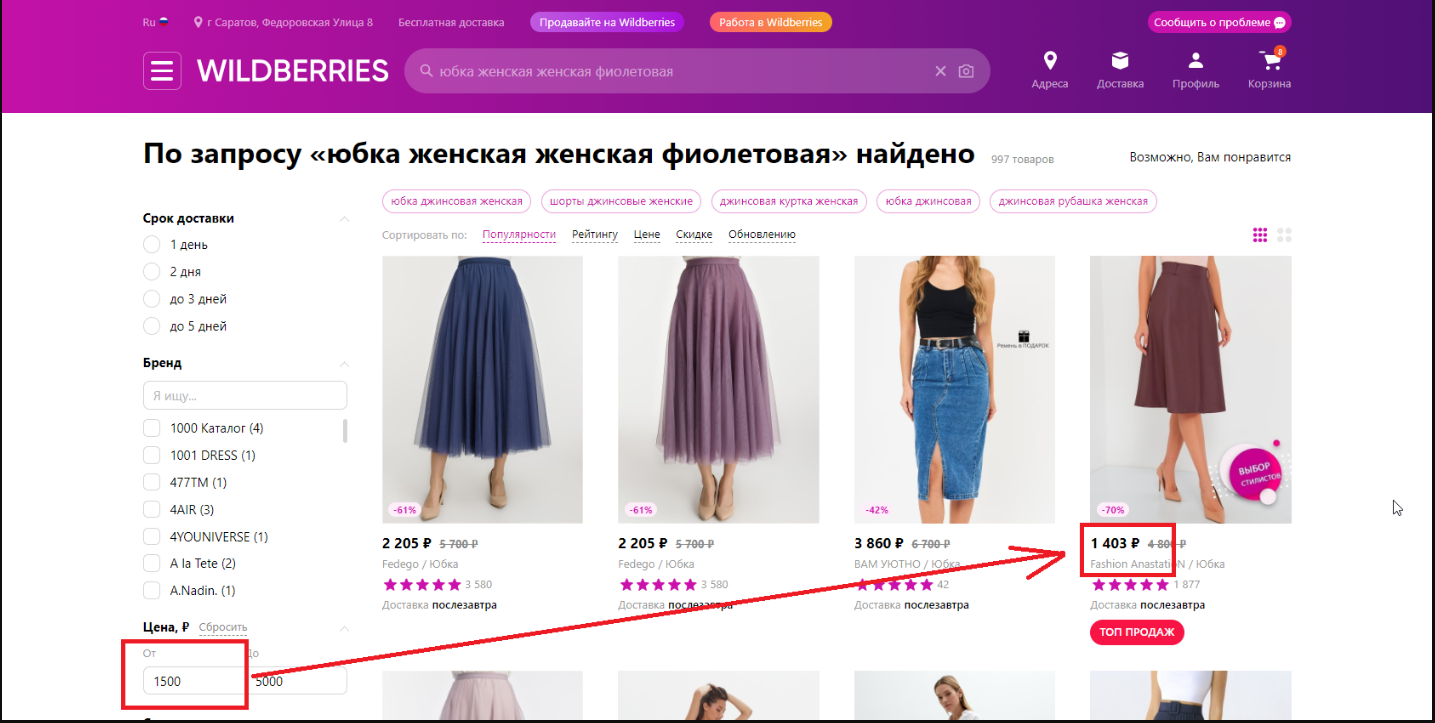 Ru г Саратов, Федоровская Улица 8 Бесплатная доставка Продавайте на Wildberries Работа в Wildberries Сообщить о проблеме
WILDBERRIES юбка женская женская фиолетовая
8
Адреса Доставка Профиль Корзина
По запросу «юбка женская женская фиолетовая» найдено 997 товаров Возможно, Вам понравится
юбка джинсовая женская шорты джинсовые женские джинсовая куртка женская юбка джинсовая джинсовая рубашка женская
Сортировать по: Популярности Рейтингу Цене Скидке Обновлению
Срок доставки
1 день
2 дня
до 3 дней
до 5 дней
Бренд
Я ищу...
1000 Каталог (4)
1001 DRESS (1)
477TM (1)
4AIR (3)
4YOUNIVERSE (1)
A la Tete (2)
A.Nadin. (1)
Цена, ₽ Сбросить
От До
1500 5000
-61%
2 205 ₽ 5 700 ₽
Fedego / Юбка
3 580
Доставка послезавтра
-61%
2 205 ₽ 5 700 ₽
Fedego / Юбка
3 580
Доставка послезавтра
Ремень в ПОДАРОК
-42%
3 860 ₽ 6 700 ₽
ВАМ УЮТНО / Юбка
42
Доставка послезавтра
ВЫБОР
СТИЛИСТОВ
-70%
1 403 ₽ 4 800 ₽
Fashion AnastasiN / Юбка
1 877
Доставка послезавтра
ТОП ПРОДАЖ